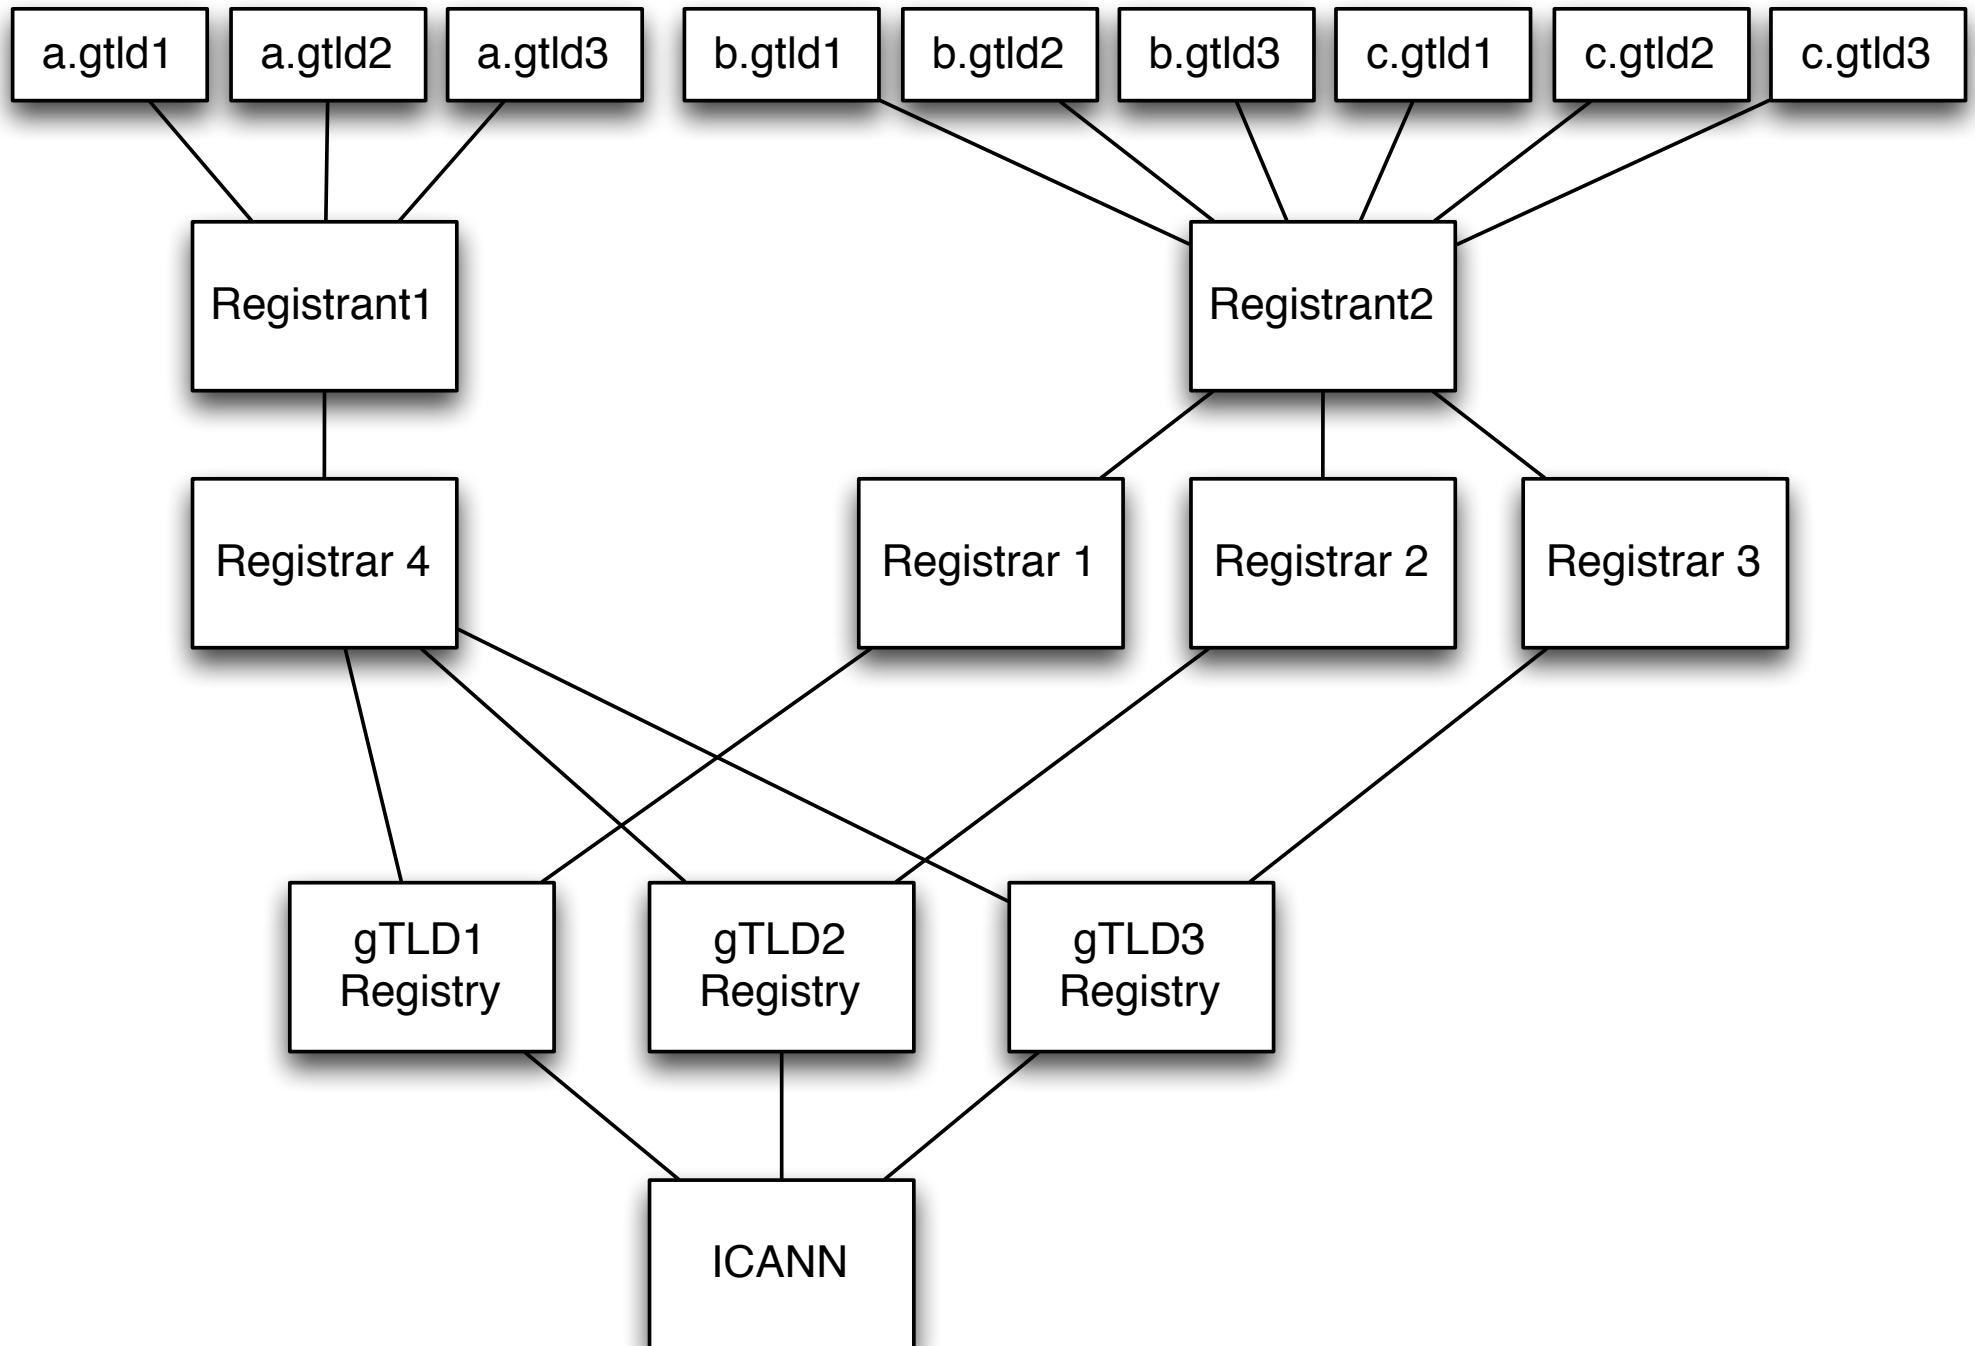 a.gtld1
a.gtld2
a.gtld3
b.gtld1
b.gtld2
b.gtld3
c.gtld1
c.gtld2
c.gtld3
Registrant1
Registrant2
Registrar 4
Registrar 1
Registrar 2
Registrar 3
gTLD1
Registry
gTLD2
Registry
gTLD3
Registry
ICANN